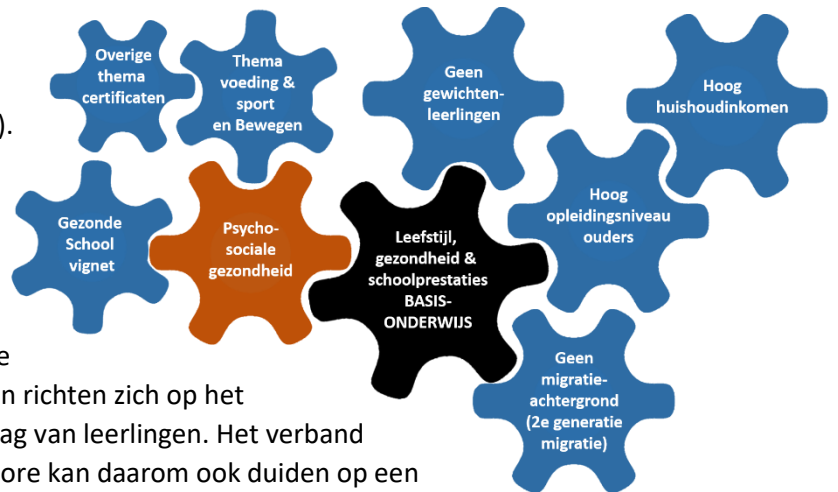 Overige
thema
certificaten
Thema
voeding &
sport
en Bewegen
Geen
gewichten-
leerlingen
Hoog
huishoudinkomen
).
Gezonde
School
vignet
Psycho-
sociale
gezondheid
Leefstijl,
gezondheid &
schoolprestaties
BASIS-
ONDERWIJS
Hoog
opleidingsniveau
ouders
Geen
migratie-
achtergrond
(2e generatie
migratie)
e
n richten zich op het
ag van leerlingen. Het verband
ore kan daarom ook duiden op een